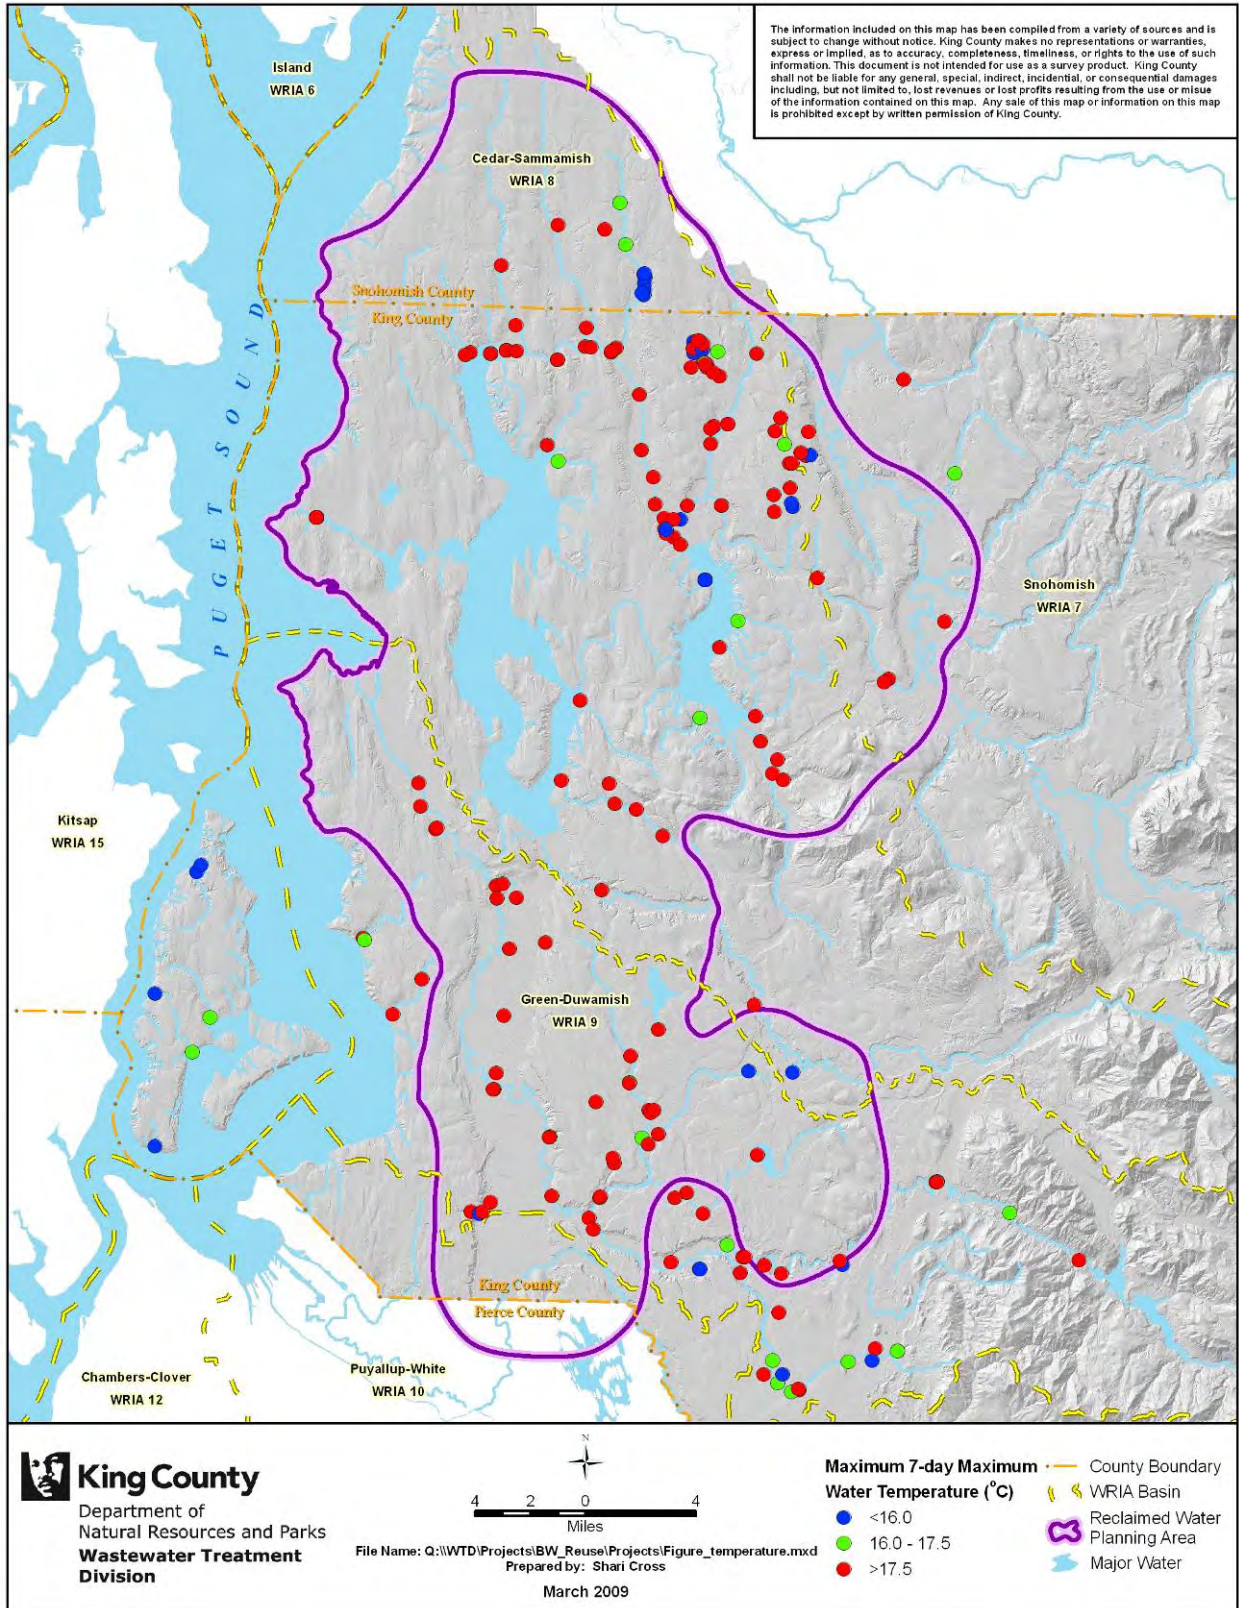 The information included on this map has been compiled from a variety of sources and is
subject to change without notice. King County makes no representations or warranties,
express or implied, as to accuracy, completeness, timeliness, or rights to the use of such
information. This document is not intended for use as a survey product. King County
shall not be liable for any general, special, indirect, incidental, or consequential damages
including, but not limited to, lost revenues or lost profits resulting from the use or misue
of the information contained on this map. Any sale of this map or information on this map
is prohibited except by written permission of King County.
Island
WRIA 6
Cedar-Sammamish
WRIA 8
Snohomish County
King County
PUGET SOUND
Snohomish
WRIA 7
Kitsap
WRIA 15
Green-Duwamish
WRIA 9
King County
Pierce County
Chambers-Clover
WRIA 12
Puyallup-White
WRIA 10
King County
Department of
Natural Resources and Parks
Wastewater Treatment
Division
N
4 2 0 4
Miles
File Name: Q:\\WTD\Projects\BW_Reuse\Projects\Figure_temperature.mxd
Prepared by: Shari Cross
March 2009
Maximum 7-day Maximum
Water Temperature (°C)
<16.0
16.0 - 17.5
>17.5
County Boundary
WRIA Basin
Reclaimed Water
Planning Area
Major Water